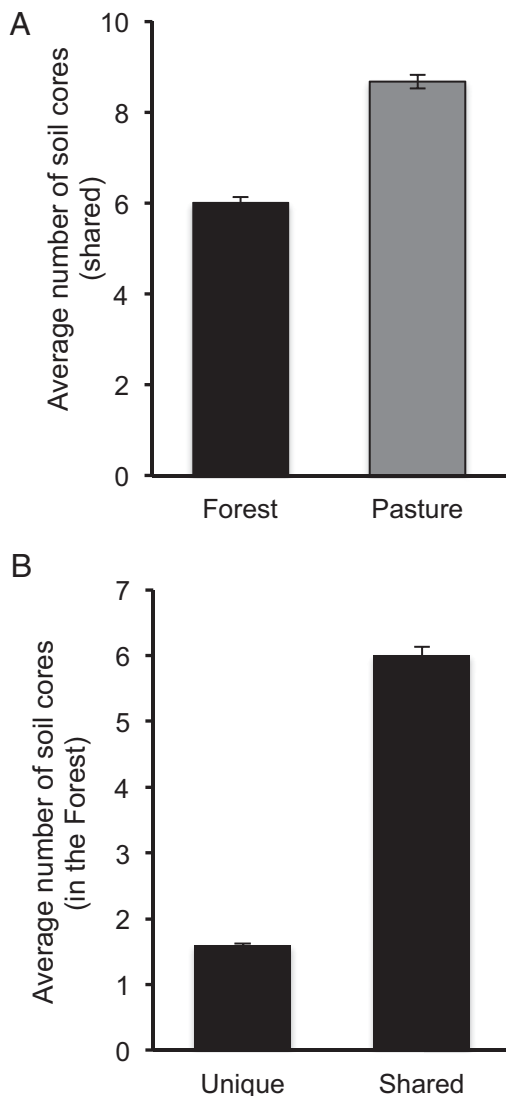 A
Average number of soil cores
(shared)
10
8
6
4
2
0
Forest
Pasture
B
Average number of soil cores
(in the Forest)
7
6
5
4
3
2
1
0
Unique
Shared